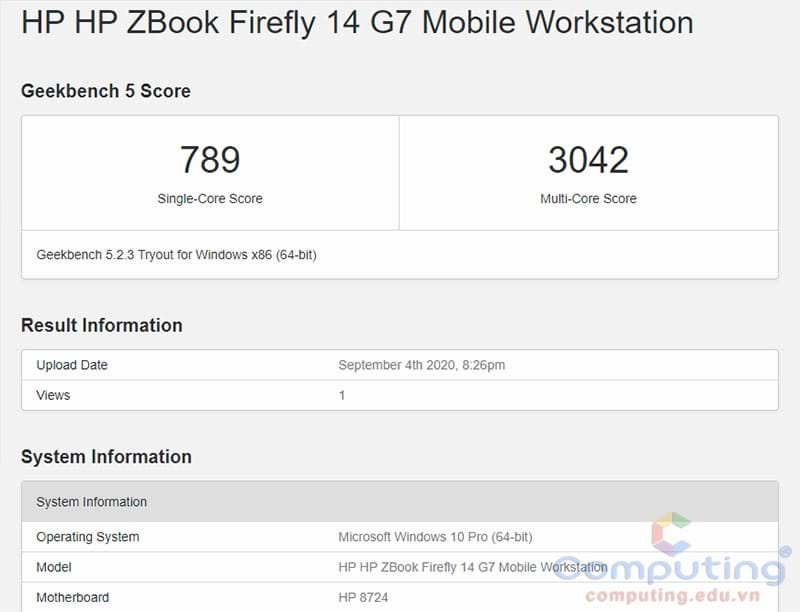 HP HP ZBook Firefly 14 G7 Mobile Workstation
Geekbench 5 Score
789 3042
Single-Core Score Multi-Core Score
Geekbench 5.2.3 Tryout for Windows x86 (64-bit)
Result Information
Upload Date September 4th 2020, 8:26pm
Views 1
System Information
System Information
Operating System Microsoft Windows 10 Pro (64-bit)
Model HP HP ZBook Firefly 14 G7 Mobile Workstation
Computing®
Motherboard HP 8724
computing.edu.vn